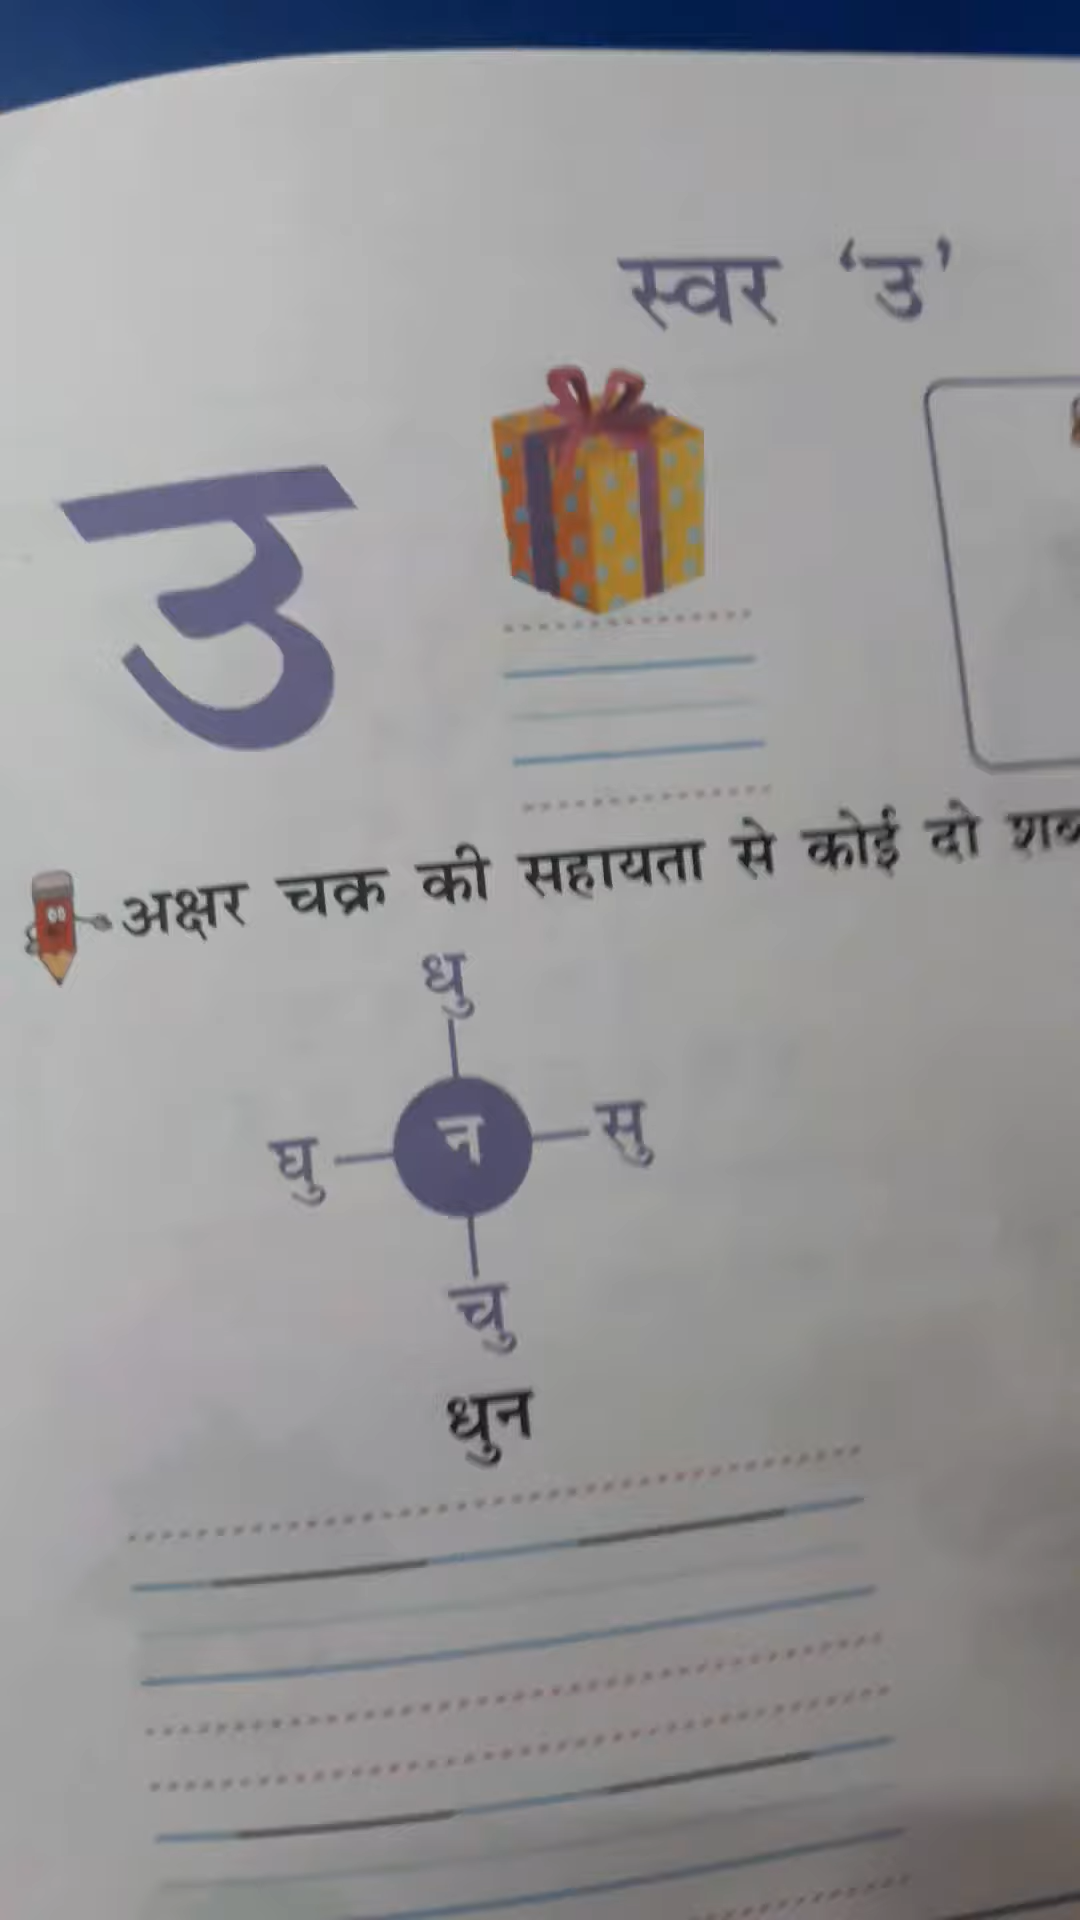 स्वर 'उ'
उ
अक्षर चक्र की सहायता से कोई दो
धु
घु न सु
चु
धुन